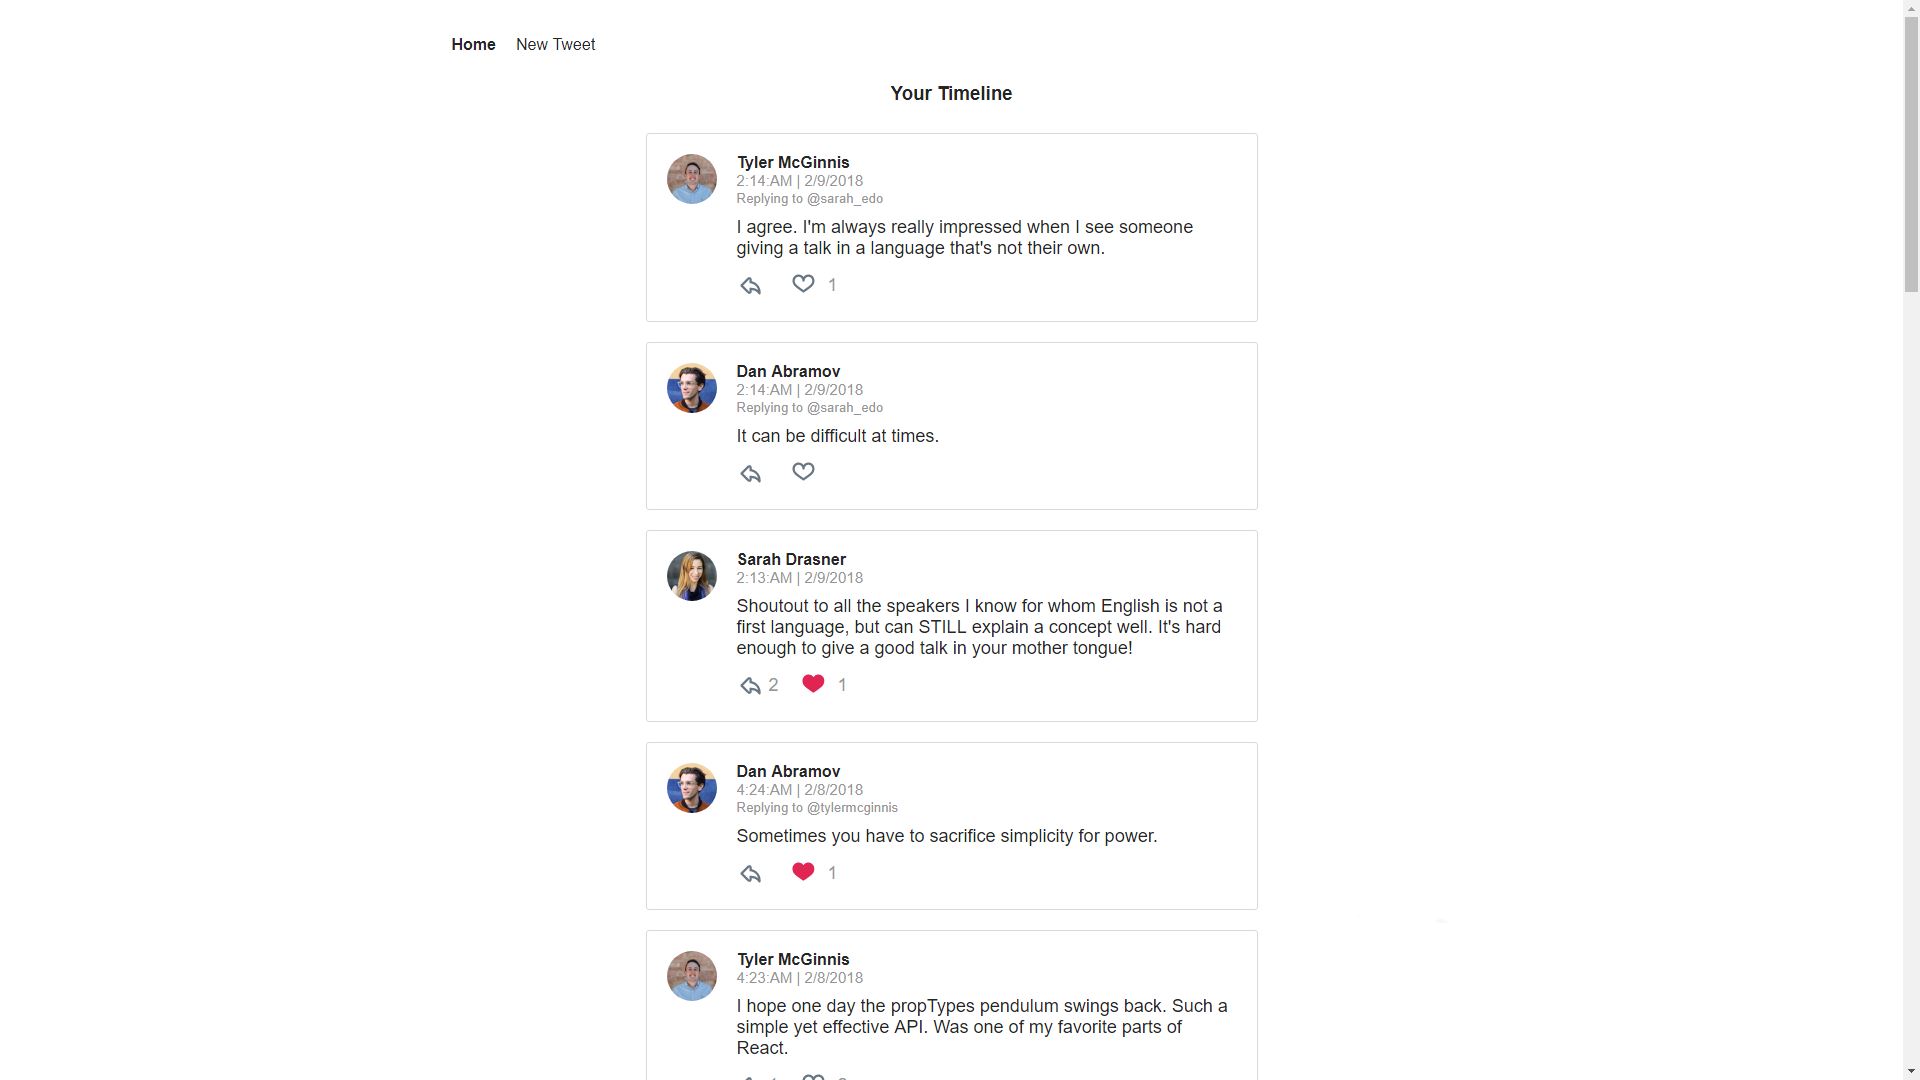 Home New Tweet
Your Timeline
Tyler McGinnis
2:14:AM | 2/9/2018
Replying to @sarah_edo
I agree. I'm always really impressed when I see someone
giving a talk in a language that's not their own.
1
Dan Abramov
2:14:AM | 2/9/2018
Replying to @sarah_edo
It can be difficult at times.
Sarah Drasner
2:13:AM | 2/9/2018
Shoutout to all the speakers I know for whom English is not a
first language, but can STILL explain a concept well. It's hard
enough to give a good talk in your mother tongue!
2 1
Dan Abramov
4:24:AM | 2/8/2018
Replying to @tylermcginnis
Sometimes you have to sacrifice simplicity for power.
1
Tyler McGinnis
4:23:AM | 2/8/2018
I hope one day the propTypes pendulum swings back. Such a
simple yet effective API. Was one of my favorite parts of
React.